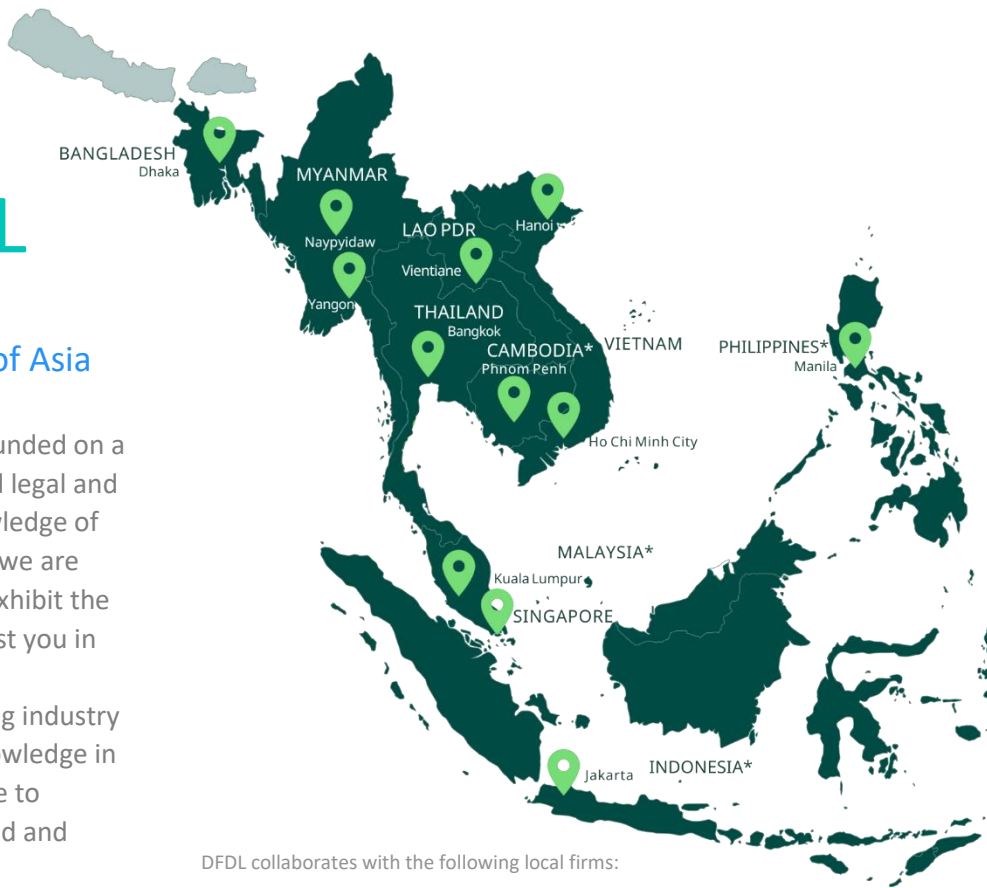 L
of Asia
unded on a
d legal and
ledge of
we are
xhibit the
st you in
g industry
owledge in
e to
d and
BANGLADESH
Dhaka
MYANMAR
Naypyidaw
Yangon
LAO PDR
Vientiane
Hanoi
THAILAND
Bangkok
CAMBODIA*
Phnom Penh
VIETNAM
Ho Chi Minh City
PHILIPPINES*
Manila
MALAYSIA*
Kuala Lumpur
SINGAPORE
Jakarta
INDONESIA*
DFDL collaborates with the following local firms: